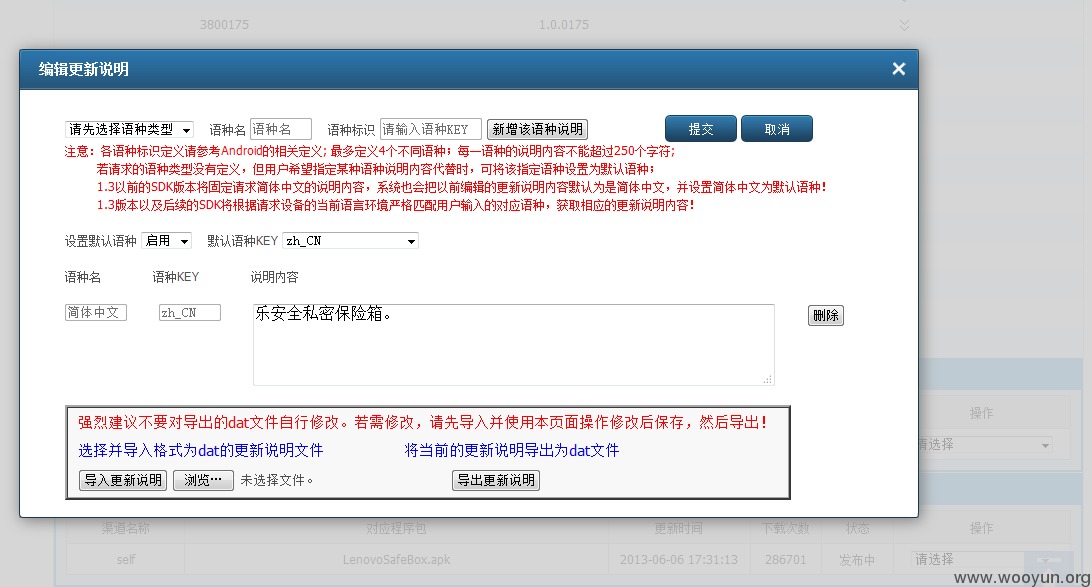 3800175 1.0.0175
编辑更新说明
请先选择语种类型 语种名 语种名 语种标识 请输入语种KEY 新增该语种说明 提交 取消
注意：各语种标识定义请参考Android的相关定义; 最多定义4个不同语种；每一语种的说明内容不能超过250个字符;
若请求的语种类型没有定义，但用户希望指定某种语种说明内容代替时，可将该指定语种设置为默认语种；
1.3以前的SDK版本将固定请求简体中文的说明内容，系统也会把以前编辑的更新说明内容默认为是简体中文，并设置简体中文为默认语种！
1.3版本以及后续的SDK将根据请求设备的当前语言环境严格匹配用户输入的对应语种，获取相应的更新说明内容！
设置默认语种 启用 默认语种KEY zh_CN
语种名 语种KEY 说明内容
简体中文 zh_CN 乐安全私密保险箱。 删除
操作
强烈建议不要对导出的dat文件自行修改。若需修改，请先导入并使用本页面操作修改后保存，然后导出！
请选择
选择并导入格式为dat的更新说明文件 将当前的更新说明导出为dat文件
导入更新说明 浏览… 未选择文件。 导出更新说明
渠道名称 对应程序包 更新时间 下载次数 状态 操作
self LenovoSafeBox.apk 2013-06-06 17:31:13 286701 发布中 请选择
www.wooyun.org